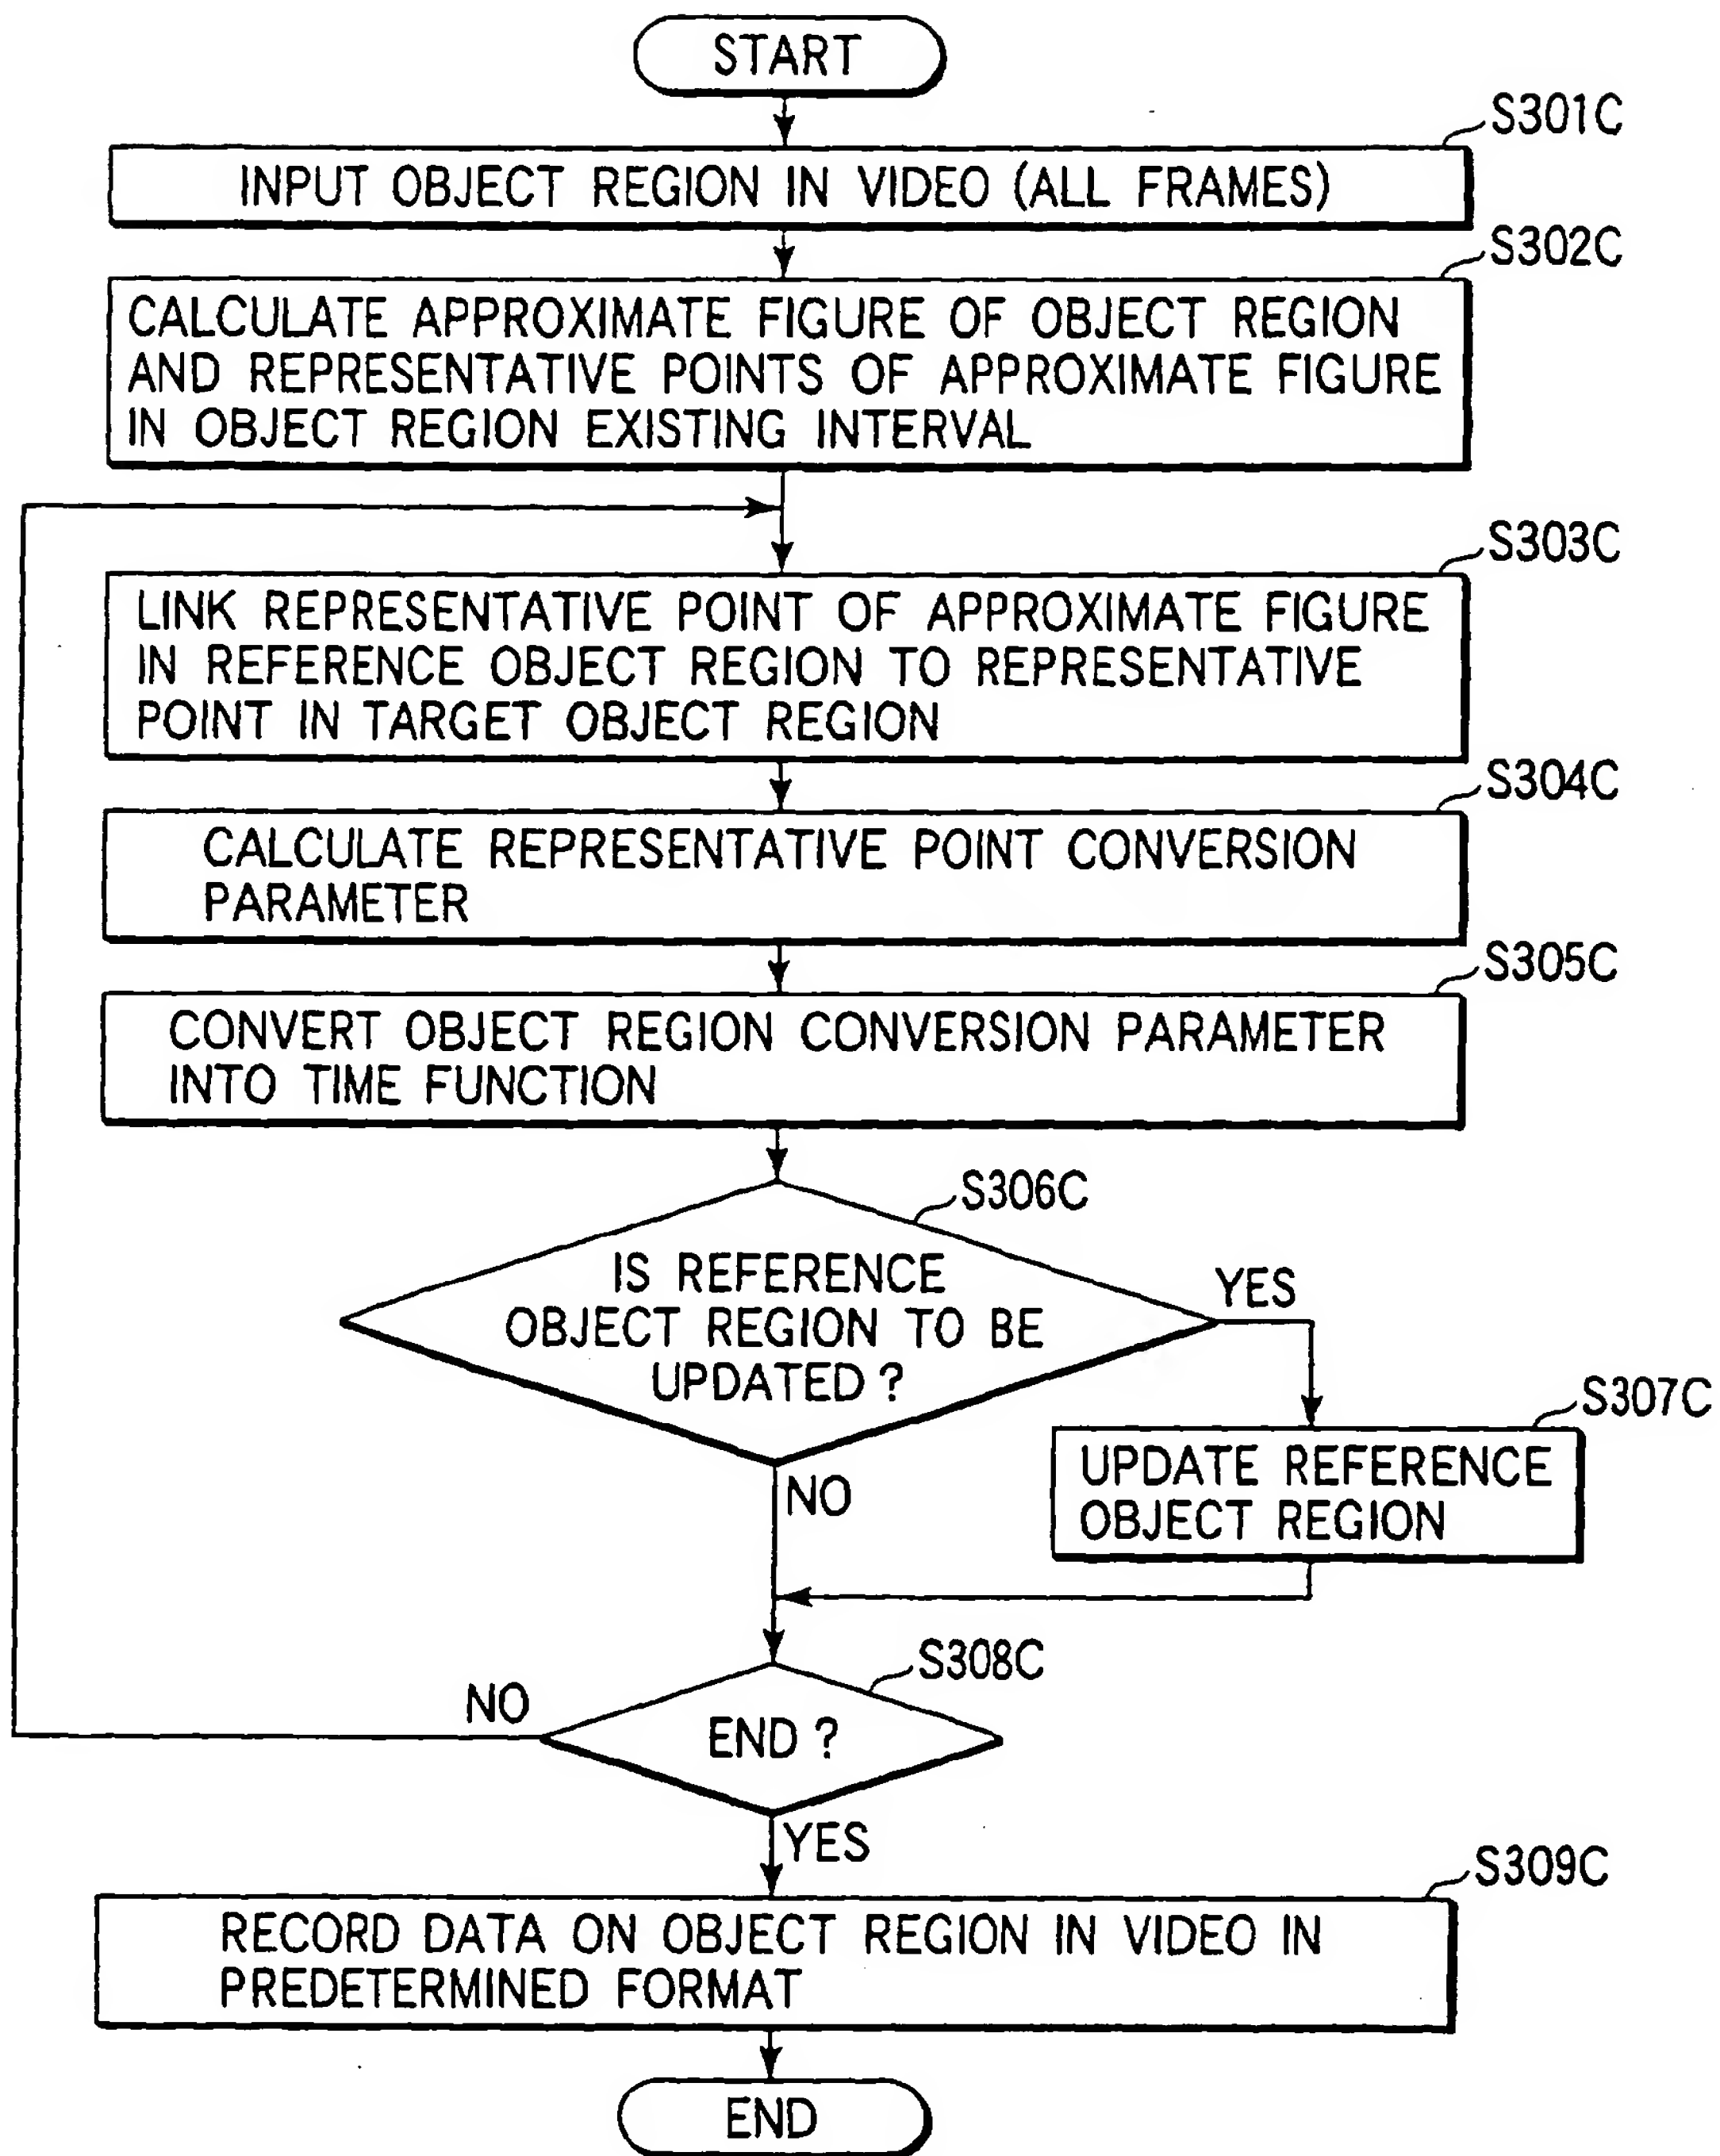 START
S301C
INPUT OBJECT REGION IN VIDEO (ALL FRAMES)
S302C
CALCULATE APPROXIMATE FIGURE OF OBJECT REGION
AND REPRESENTATIVE POINTS OF APPROXIMATE FIGURE
IN OBJECT REGION EXISTING INTERVAL
S303C
LINK REPRESENTATIVE POINT OF APPROXIMATE FIGURE
IN REFERENCE OBJECT REGION TO REPRESENTATIVE
POINT IN TARGET OBJECT REGION
S304C
CALCULATE REPRESENTATIVE POINT CONVERSION
PARAMETER
S305C
CONVERT OBJECT REGION CONVERSION PARAMETER
INTO TIME FUNCTION
S306C
IS REFERENCE
OBJECT REGION TO BE
UPDATED ?
YES
S307C
UPDATE REFERENCE
OBJECT REGION
NO
S308C
NO
END ?
YES
S309C
RECORD DATA ON OBJECT REGION IN VIDEO IN
PREDETERMINED FORMAT
END